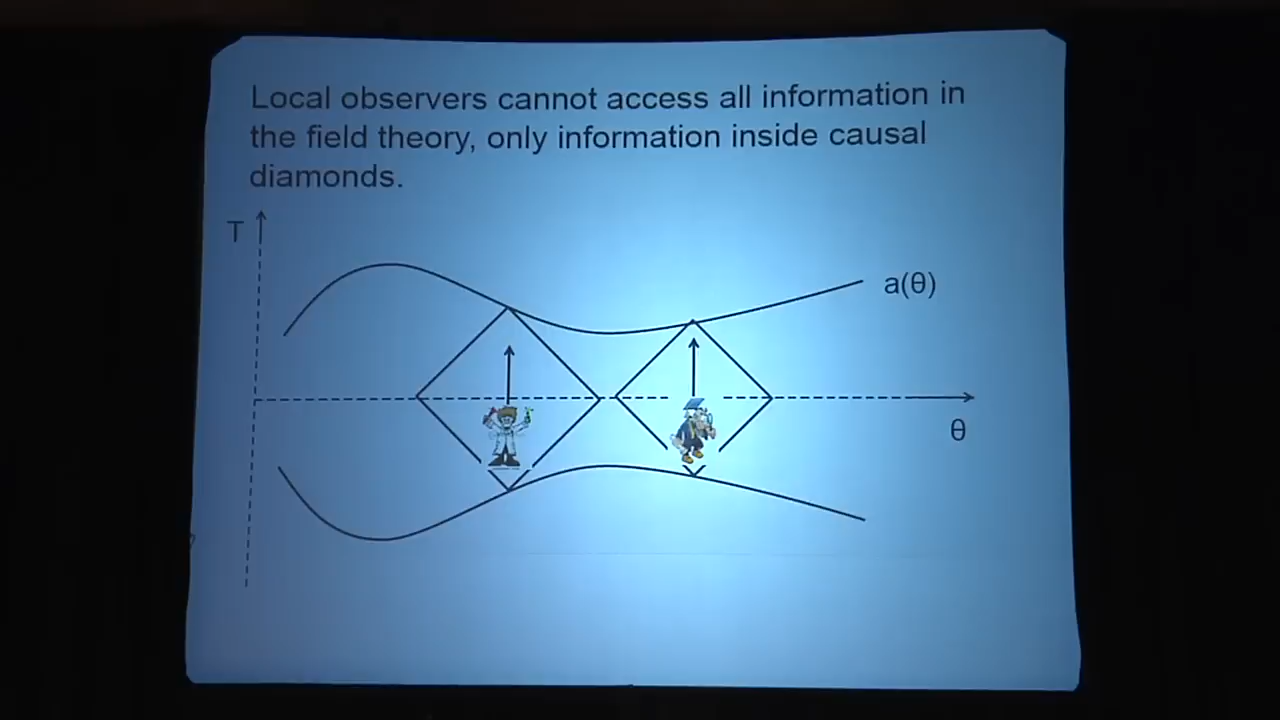 Local observers cannot access all information in
the field theory, only information inside causal
diamonds.
T
a(θ)
θ